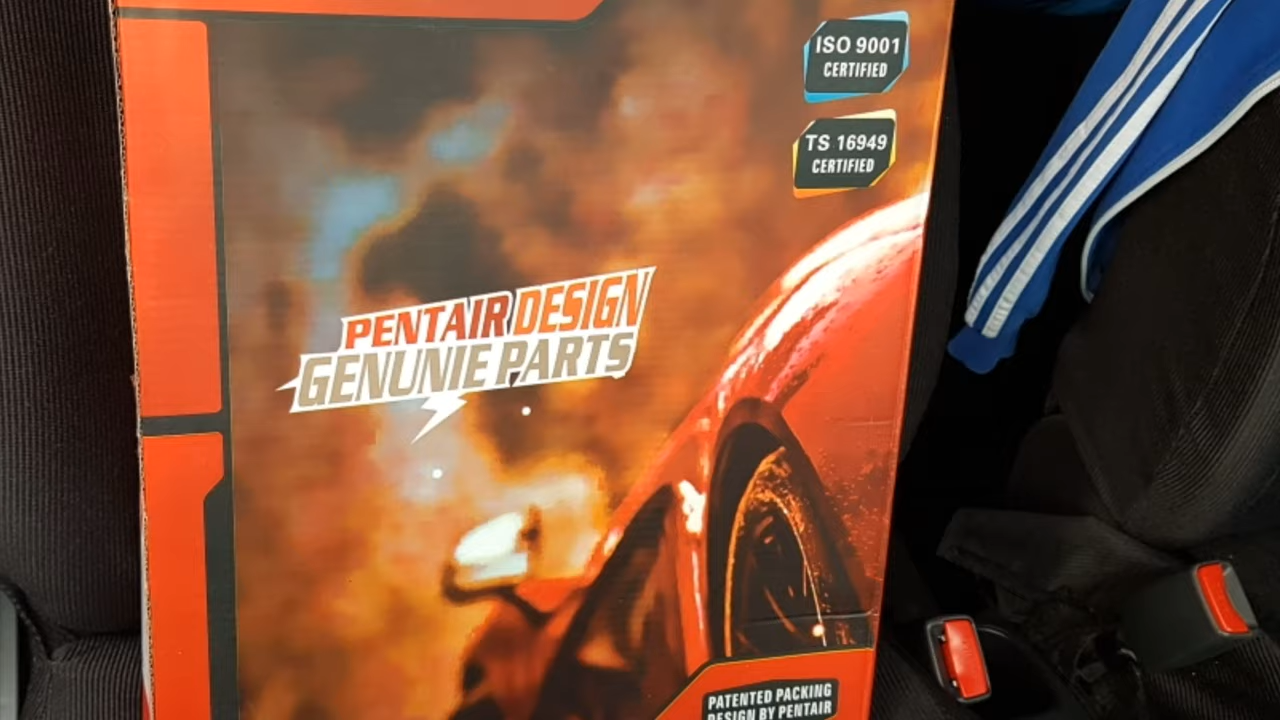 ISO 9001
CERTIFIED
TS 16949
CERTIFIED
PENTAIR DESIGN
GENUNIE PARTS
PATENTED PACKING
DESIGN BY PENTAIR